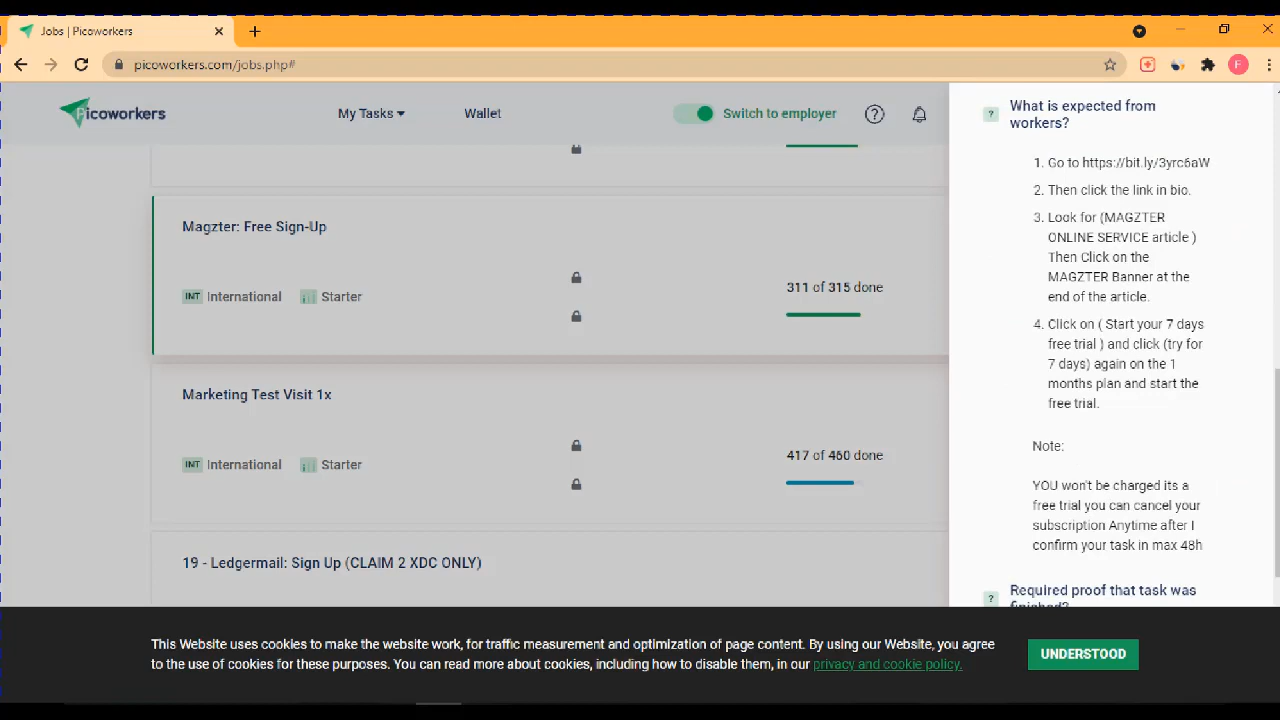 Jobs | Picoworkers
picoworkers.com/jobs.php#
F
Picoworkers
My Tasks
Wallet
Switch to employer
?
Magzter: Free Sign-Up
INT International
Starter
311 of 315 done
Marketing Test Visit 1x
INT International
Starter
417 of 460 done
19 - Ledgermail: Sign Up (CLAIM 2 XDC ONLY)
? What is expected from
workers?
1. Go to https://bit.ly/3yrc6aW
2. Then click the link in bio.
3. Look for (MAGZTER
ONLINE SERVICE article )
Then Click on the
MAGZTER Banner at the
end of the article.
4. Click on ( Start your 7 days
free trial ) and click (try for
7 days) again on the 1
months plan and start the
free trial.
Note:
YOU won't be charged its a
free trial you can cancel your
subscription Anytime after I
confirm your task in max 48h
? Required proof that task was
finished?
This Website uses cookies to make the website work, for traffic measurement and optimization of page content. By using our Website, you agree
to the use of cookies for these purposes. You can read more about cookies, including how to disable them, in our privacy and cookie policy.
UNDERSTOOD